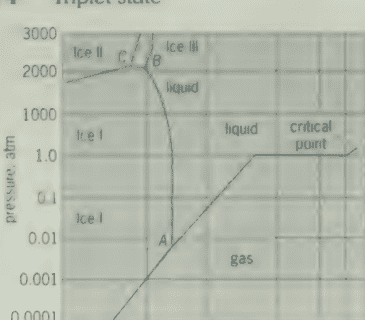 Triplet state
3000
Ice II
C
B
Ice III
2000
liquid
1000
Ice I
liquid
critical
point
1.0
pressure, atm
0.1
Ice I
0.01
A
gas
0.001
0.0001